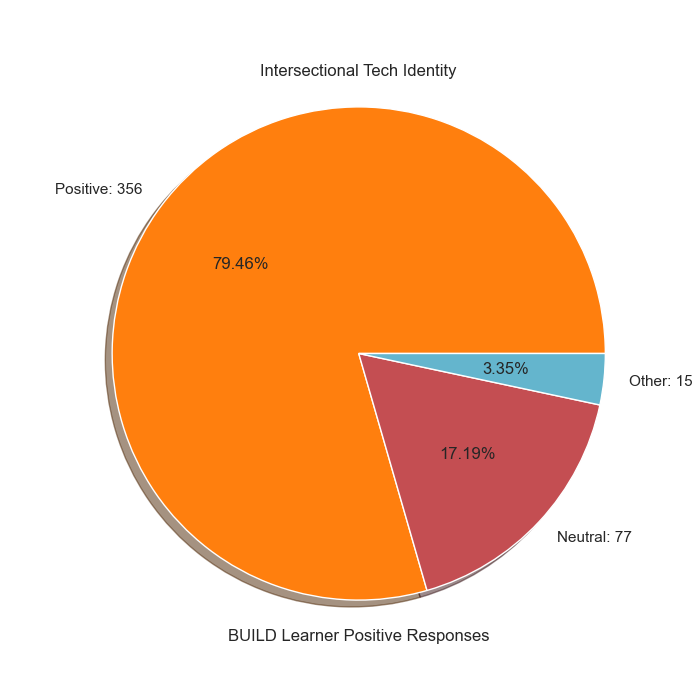 Intersectional Tech Identity
Positive: 356
79.46%
3.35%
Other: 15
17.19%
Neutral: 77
BUILD Learner Positive Responses